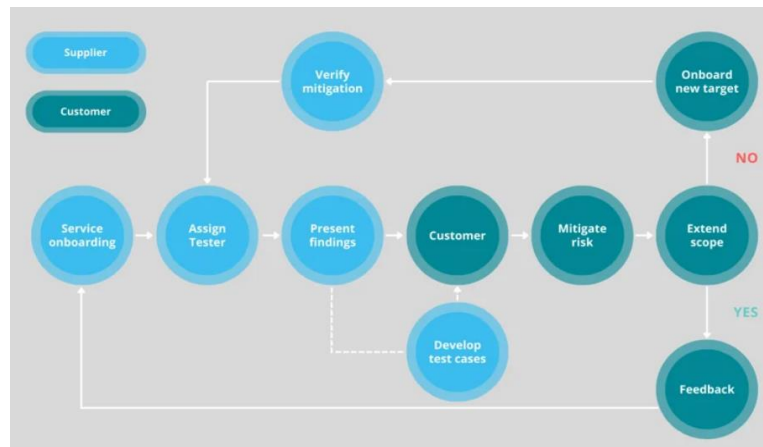 Supplier
Customer
Verify
mitigation
Onboard
new target
NO
Service
onboarding
Assign
Tester
Present
findings
Customer
Mitigate
risk
Extend
scope
YES
Develop
test cases
Feedback